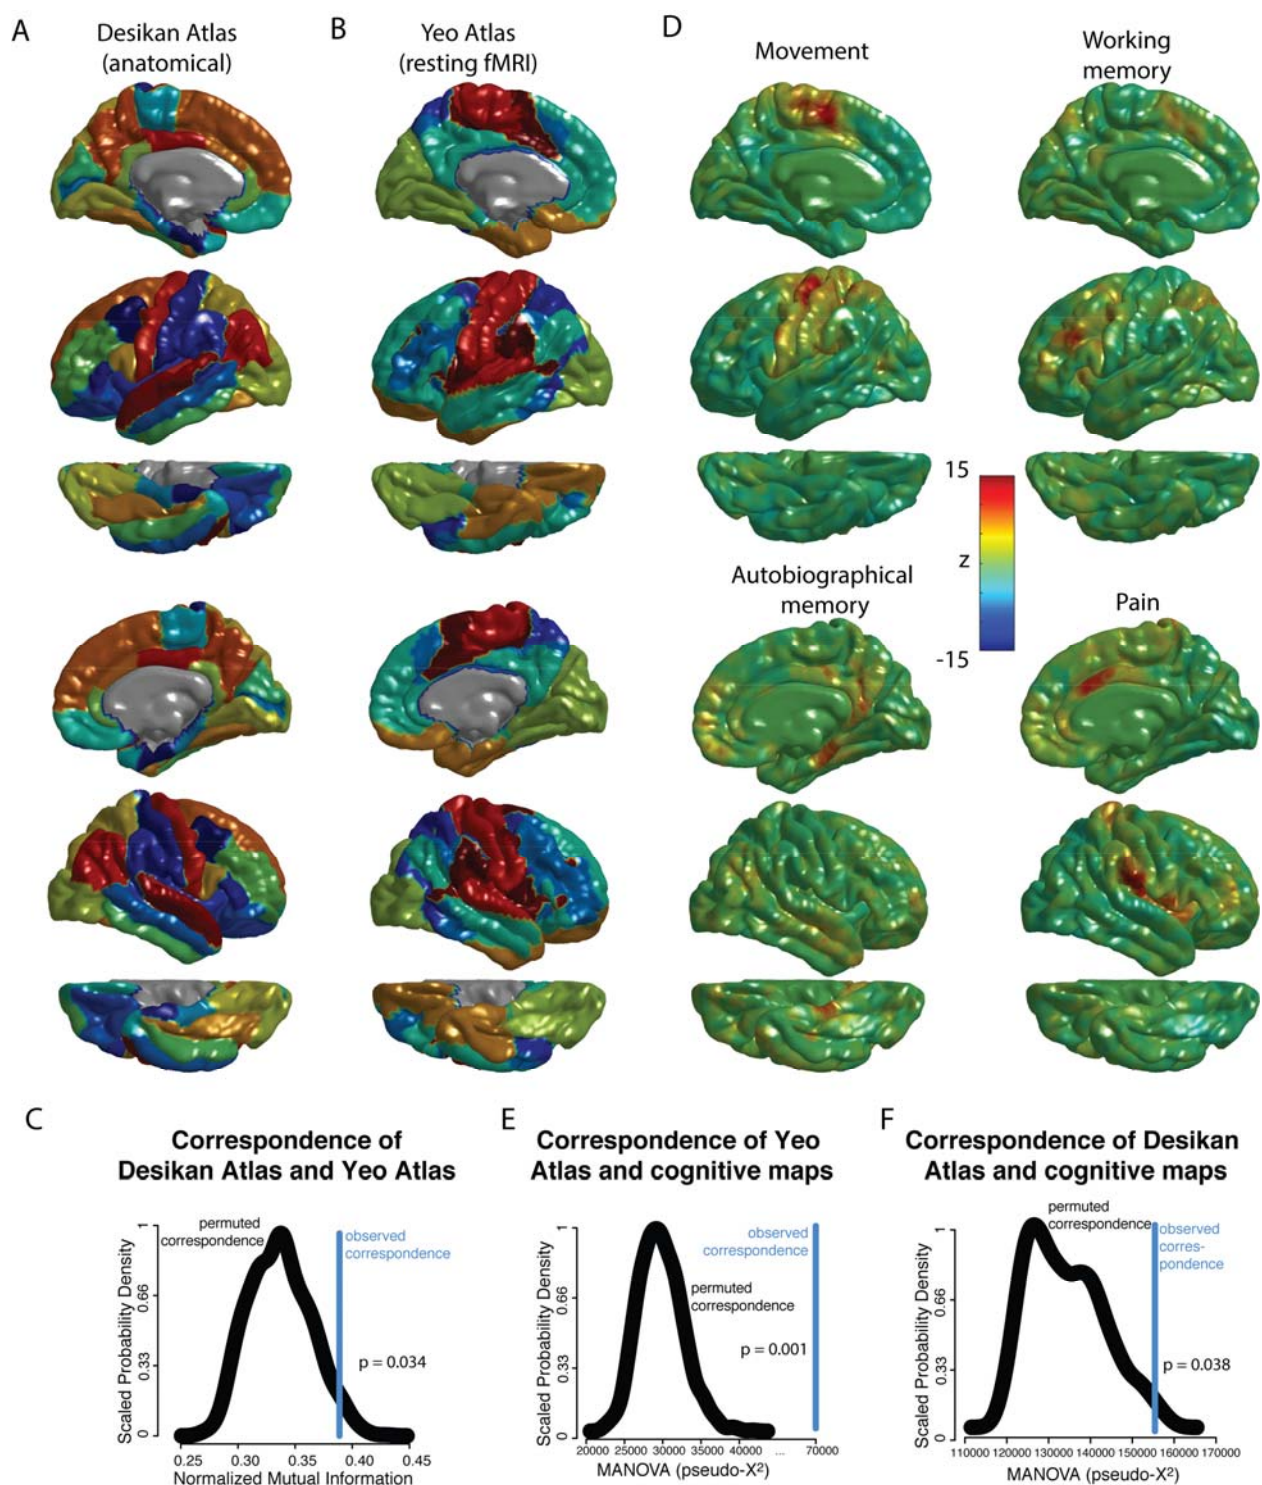 A
Desikan Atlas
(anatomical)
B
Yeo Atlas
(resting fMRI)
D
Movement
Working
memory
15
z
-15
Autobiographical
memory
Pain
C
Correspondence of
Desikan Atlas and Yeo Atlas
permuted
correspondence
observed
correspondence
p = 0.034
Scaled Probability Density
0
0.33
0.66
1
0.25
0.30
0.35
0.40
0.45
Normalized Mutual Information
E
Correspondence of Yeo
Atlas and cognitive maps
observed
correspondence
permuted
correspondence
p = 0.001
Scaled Probability Density
0
0.33
0.66
1
20000
25000
30000
35000
40000
...
70000
MANOVA (pseudo-X²)
F
Correspondence of Desikan
Atlas and cognitive maps
permuted
correspondence
observed
corres-
pondence
p = 0.038
Scaled Probability Density
0
0.33
0.66
1
110000
120000
130000
140000
150000
160000
170000
MANOVA (pseudo-X²)